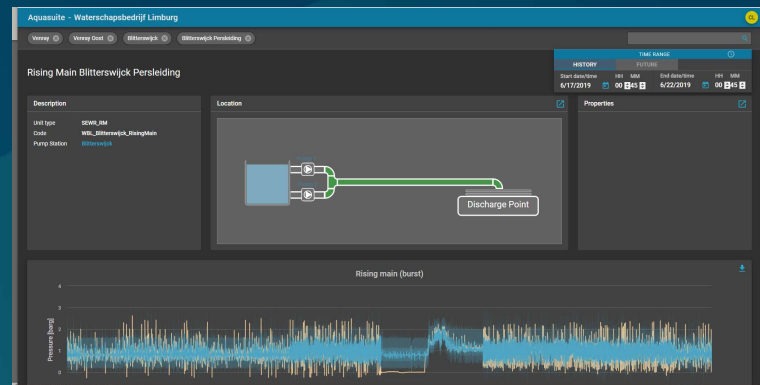 Aquasuite - Waterschapsbedrijf Limburg
CL
Venray
Venray Oost
Blitterswijck
Blitterswijck Persleiding
TIME RANGE
HISTORY FUTURE
Start date/time HH MM End date/time HH MM
6/17/2019 00 45 6/22/2019 00 45
Rising Main Blitterswijck Persleiding
Description
Unit type SEWR_RM
Code WBL_Blitterswijck_RisingMain
Pump Station Blitterswijck
Location
Discharge Point
Properties
Rising main (burst)
Pressure [barg]
4
3
2
1
0